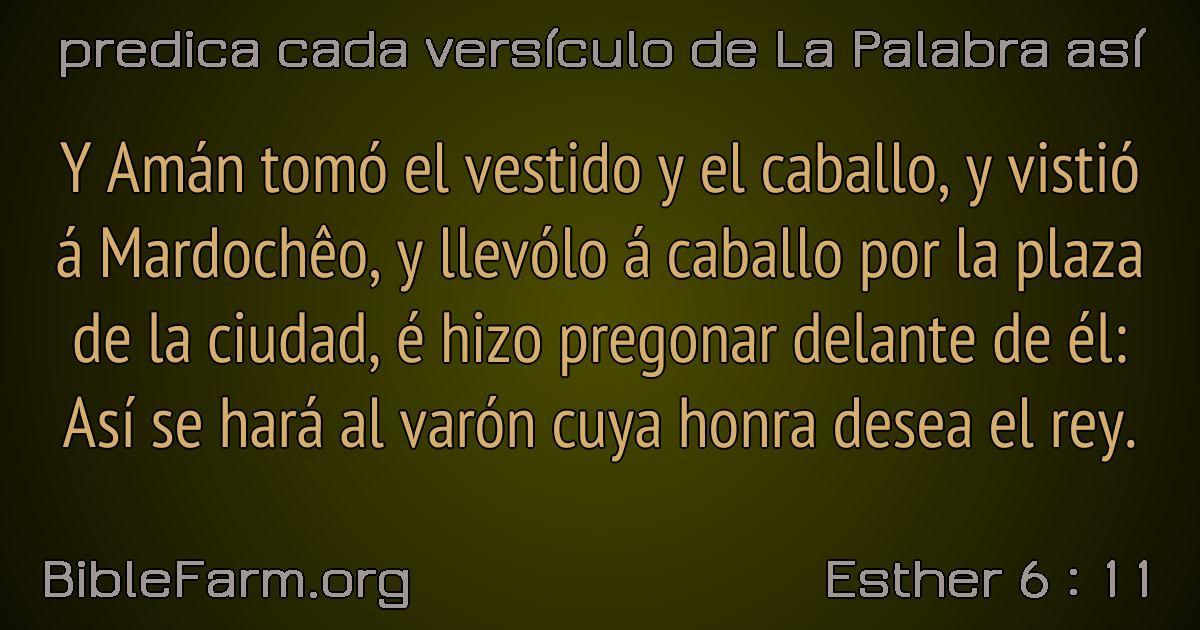 predica cada versículo de La Palabra así
Y Amán tomó el vestido y el caballo, y vistió
á Mardochêo, y llevólo á caballo por la plaza
de la ciudad, é hizo pregonar delante de él:
Así se hará al varón cuya honra desea el rey.
BibleFarm.org
Esther 6 : 11